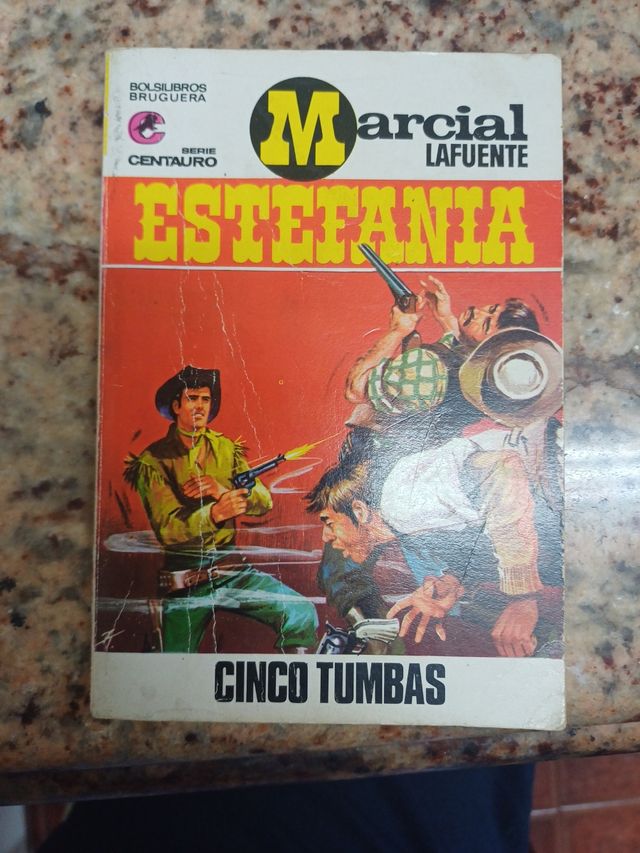 BOLSILIBROS
BRUGUERA
SERIE
CENTAURO
Marcial
LAFUENTE
ESTEFANIA
CINCO TUMBAS